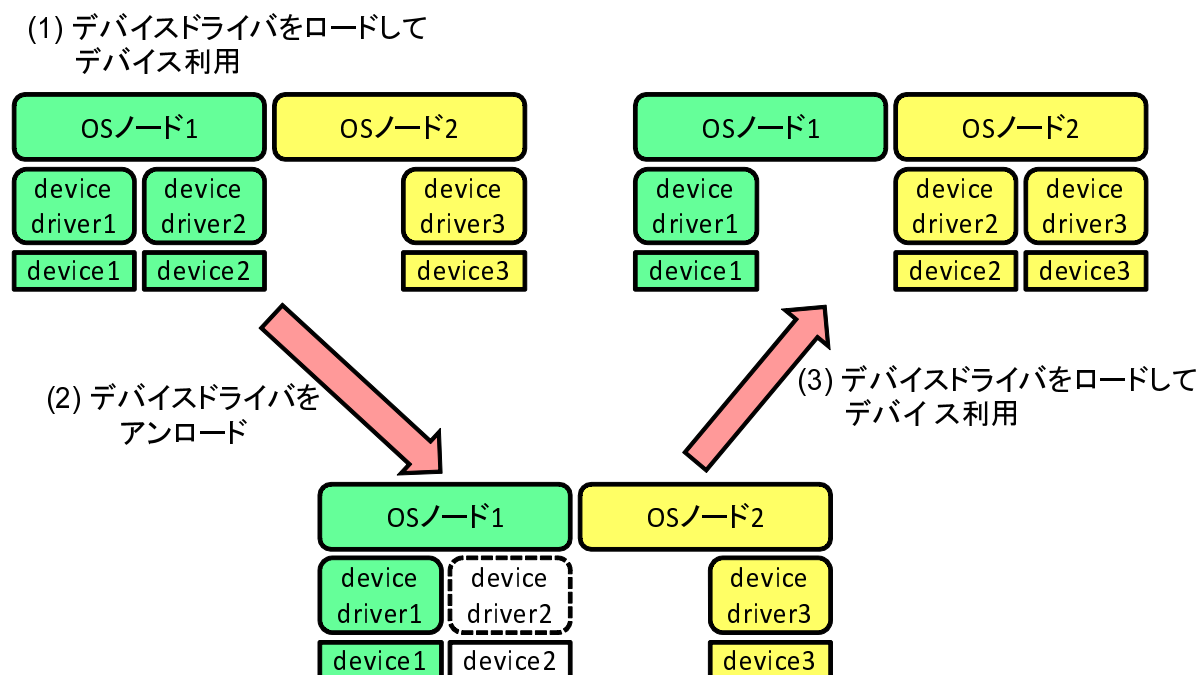 (1) デバイスドライバをロードして
デバイス利用
OSノード1
OSノード2
device
driver1
device
driver2
device
driver3
device1
device2
device3
OSノード1
OSノード2
device
driver1
device
driver2
device
driver3
device1
device2
device3
(2) デバイスドライバを
アンロード
(3) デバイスドライバをロードして
デバイス利用
OSノード1
OSノード2
device
driver1
device
driver2
device
driver3
device1
device2
device3